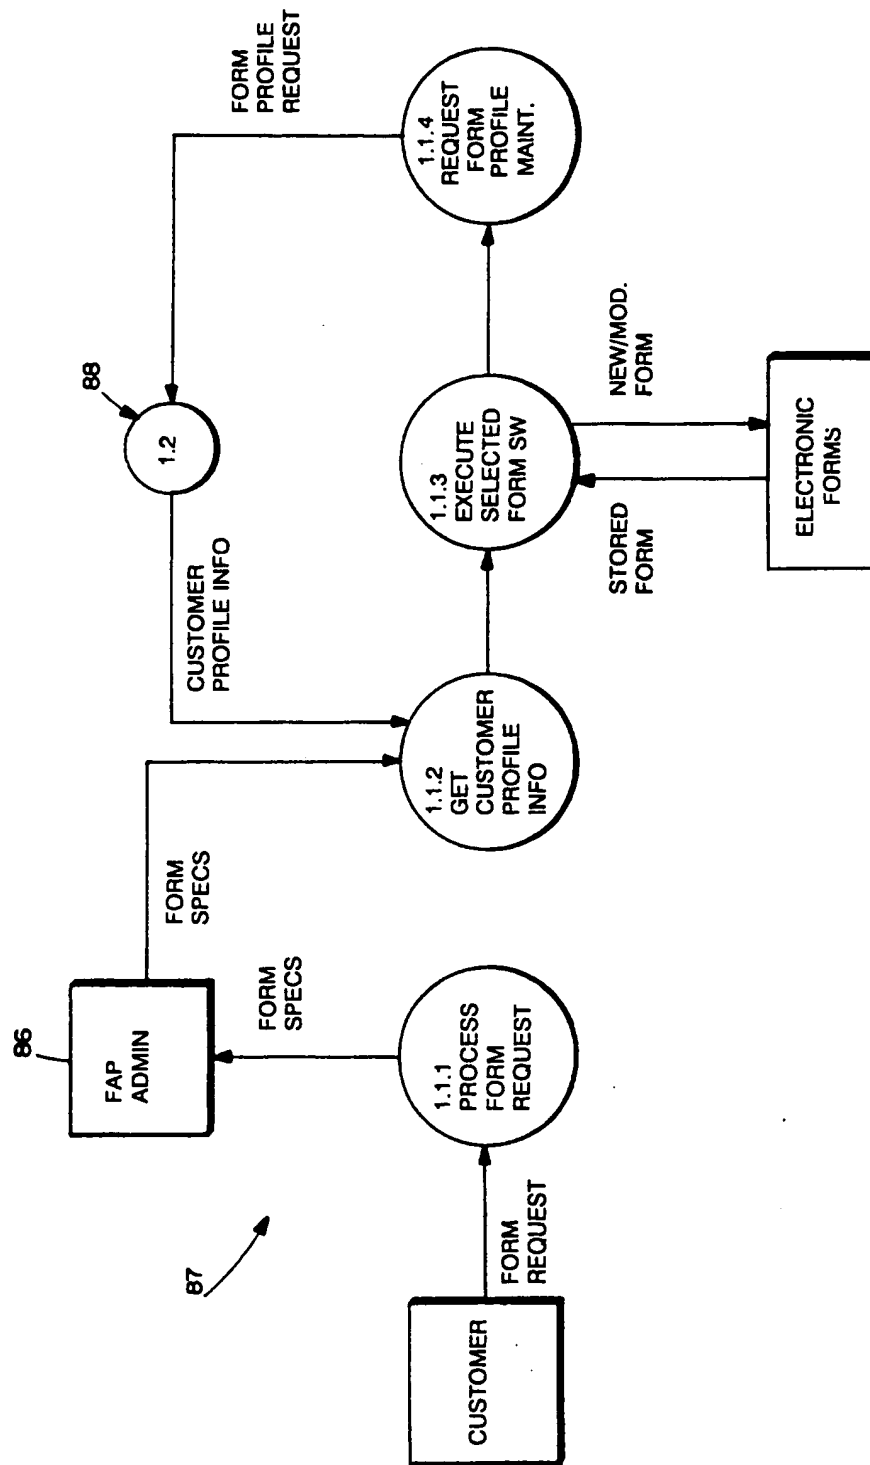 87
CUSTOMER
FORM
REQUEST
1.1.1
PROCESS
FORM
REQUEST
FORM
SPECS
86
FAP
ADMIN
FORM
SPECS
1.1.2
GET
CUSTOMER
PROFILE
INFO
CUSTOMER
PROFILE INFO
88
1.2
1.1.3
EXECUTE
SELECTED
FORM SW
STORED
FORM
NEW/MOD.
FORM
ELECTRONIC
FORMS
1.1.4
REQUEST
FORM
PROFILE
MAINT.
FORM
PROFILE
REQUEST